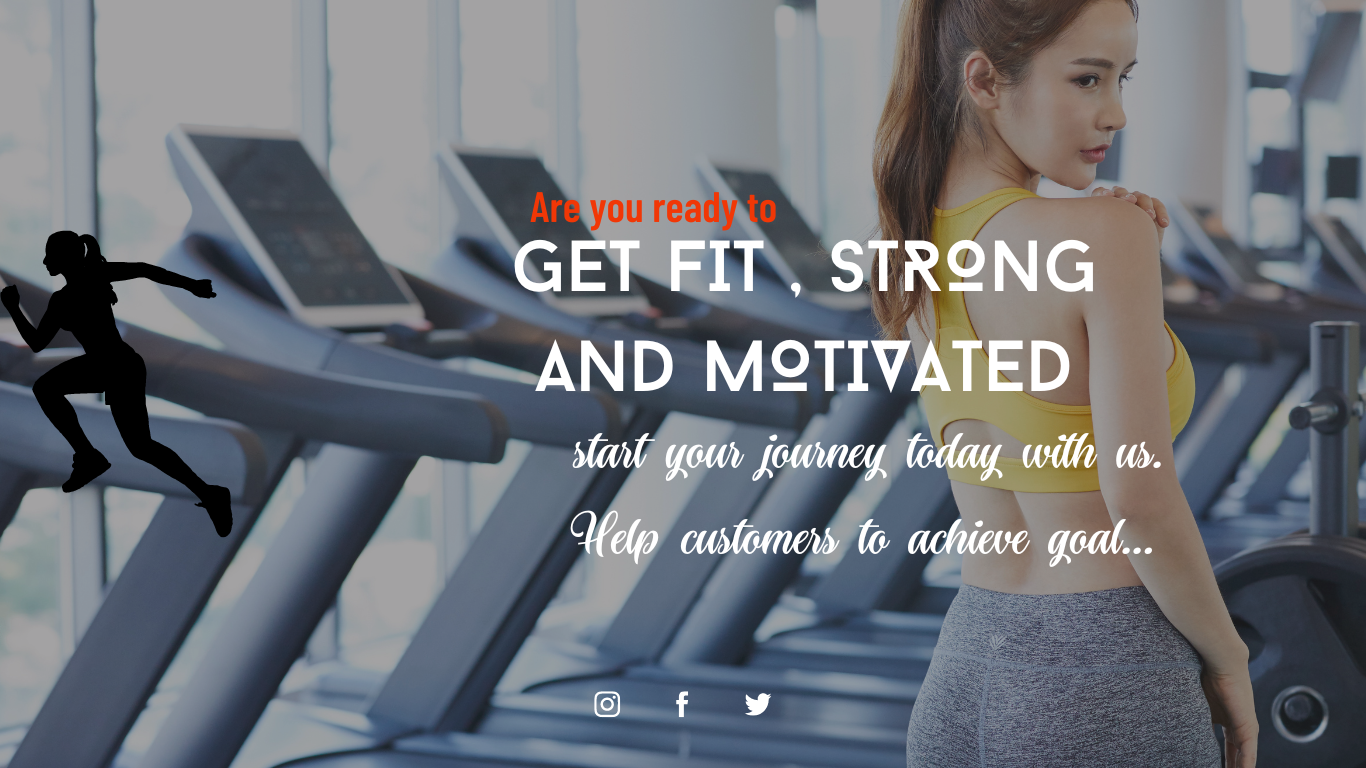 Are you ready to
GET FIT , STRONG
AND MOTIVATED
start your journey today with us.
Help customers to achieve goal...